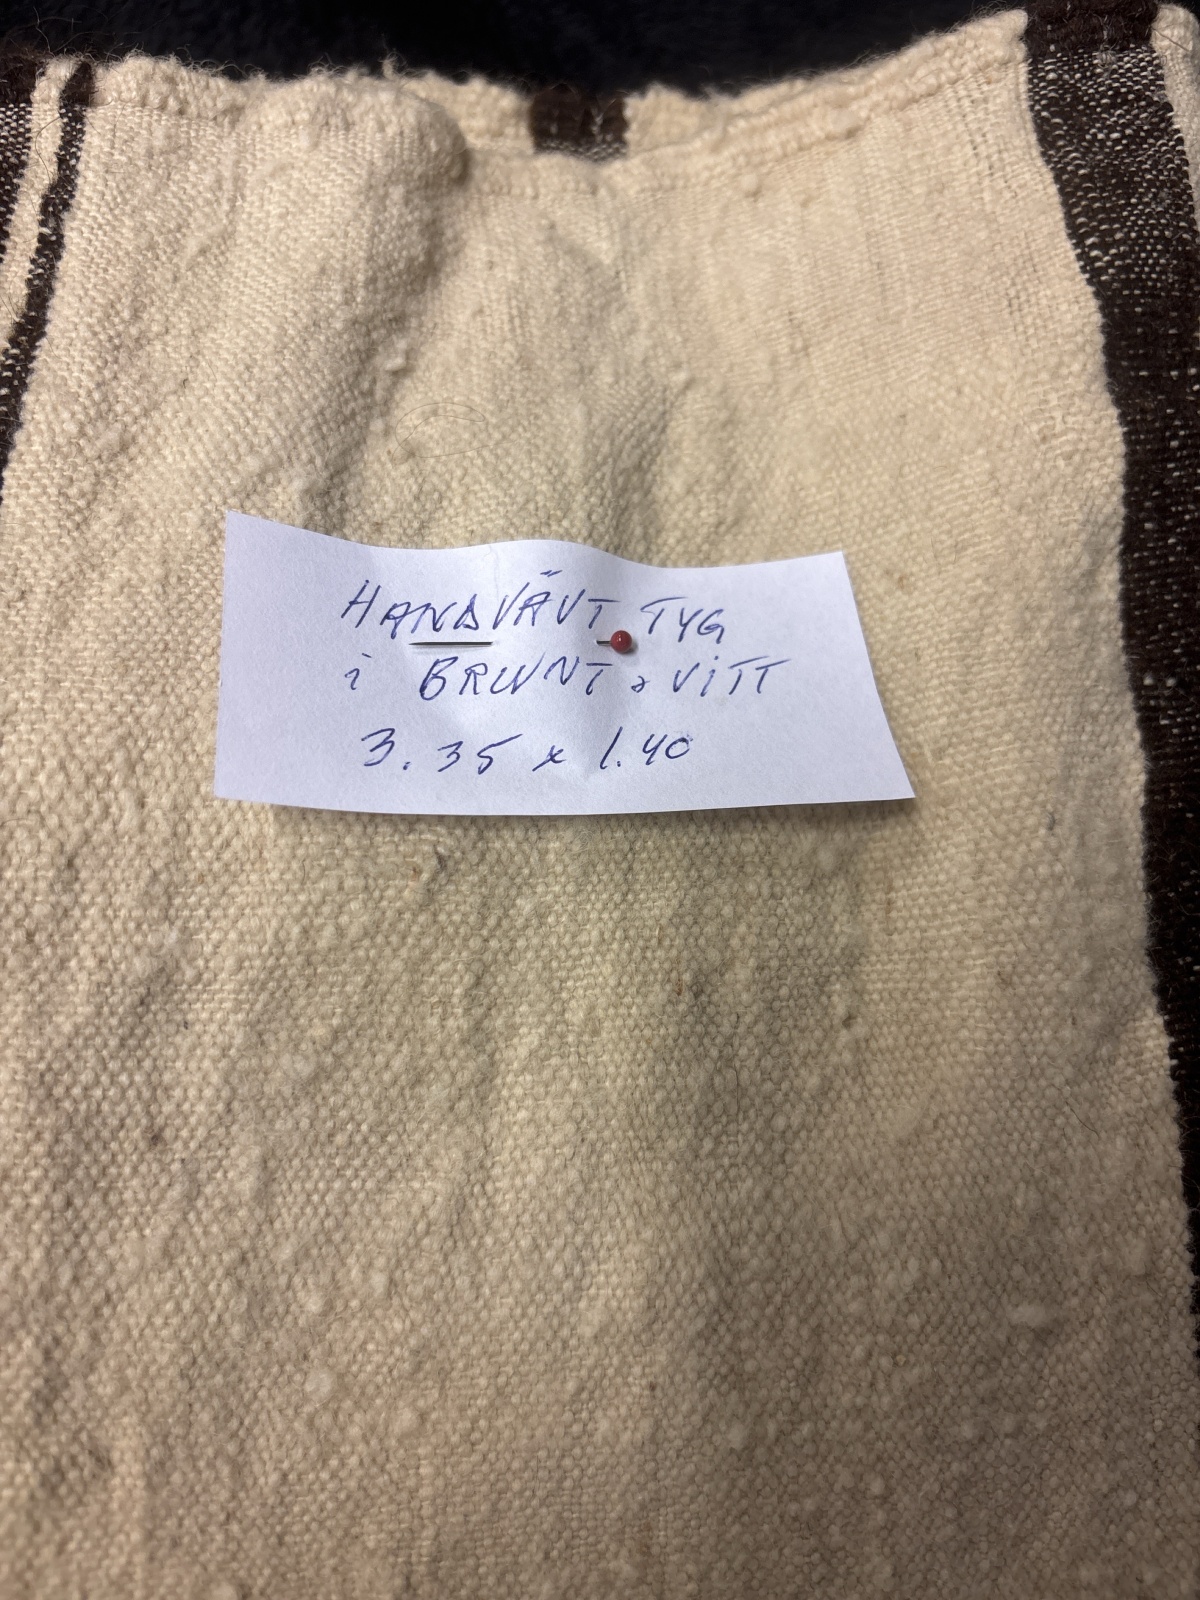 HANDVÄVT TYG
i BRUNT o VITT
3.35 x 1.40